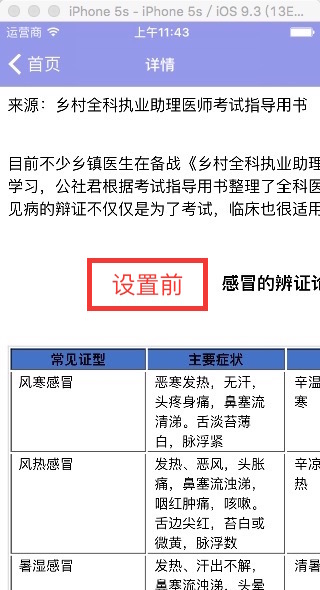 iPhone 5s - iPhone 5s / iOS 9.3 (13E...
运营商 上午11:43
首页 详情
来源：乡村全科执业助理医师考试指导用书
目前不少乡镇医生在备战《乡村全科执业助理
学习，公社君根据考试指导用书整理了全科医
见病的辩证不仅仅是为了考试，临床也很适用
设置前 感冒的辨证论
常见证型 主要症状
风寒感冒 恶寒发热，无汗， 辛温
头疼身痛，鼻塞流 寒
清涕。舌淡苔薄
白，脉浮紧
风热感冒 发热、恶风、头胀 辛凉
痛，鼻塞流浊涕， 热
咽红肿痛，咳嗽。
舌边尖红，苔白或
微黄，脉浮数
暑湿感冒 发热、汗出不解， 清暑
鼻塞流浊涕、头晕